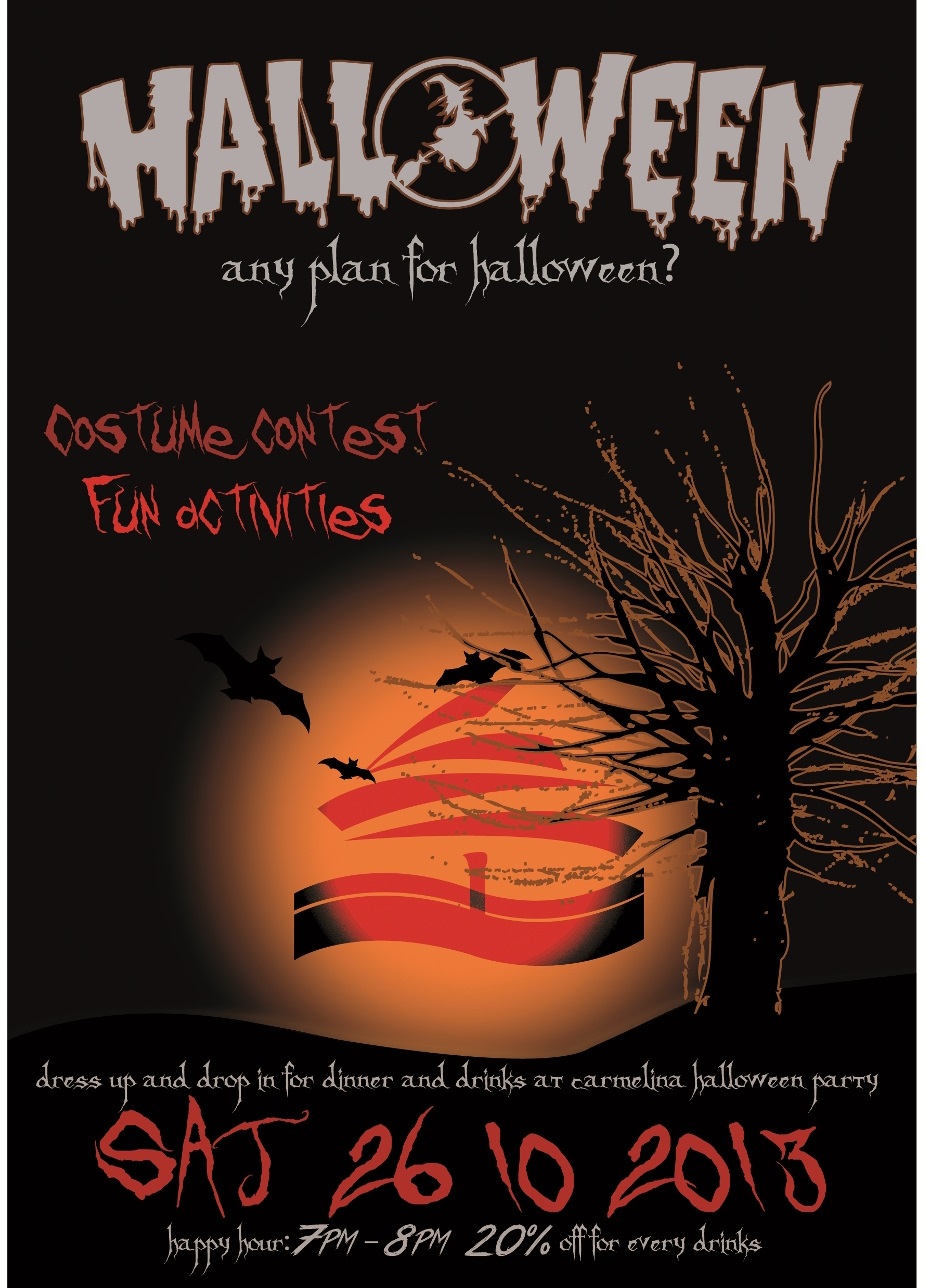 HALLOWEEN
any plan for halloween?
COSTUMe CONTesT
FUN aCTIVITIes
dress up and drop in for dinner and drinks at carmelina halloween party
SAT 26 10 2013
happy hour: 7PM - 8PM 20% off for every drinks